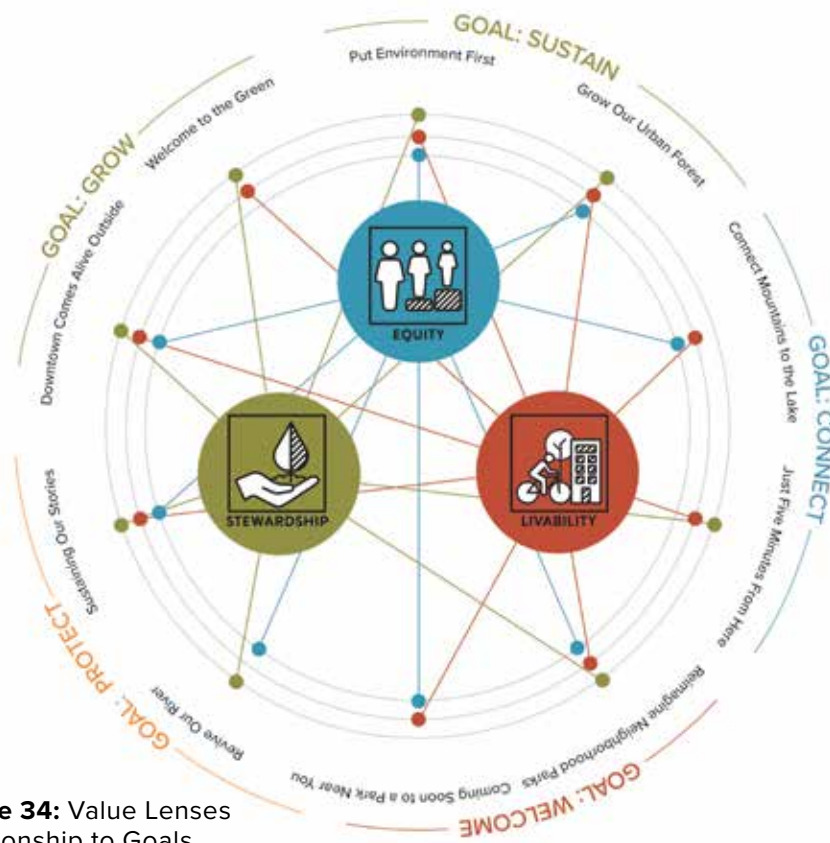 GOAL: SUSTAIN
Put Environment First
Grow Our Urban Forest
GOAL: CONNECT
Connect Mountains to the Lake
Just Five Minutes From Here
GOAL: WELCOME
Reimagine Neighborhood Parks
Coming Soon to a Park Near You
GOAL: PROTECT
Revive Our River
Sustaining Our Stories
GOAL: GROW
Downtown Comes Alive Outside
Welcome to the Green
EQUITY
STEWARDSHIP
LIVABILITY
e 34: Value Lenses
onship to Goals